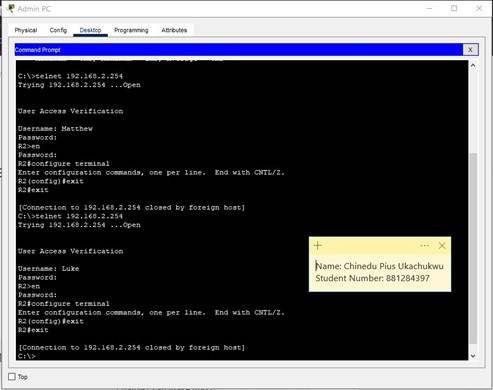 Admin PC
Physical Config Desktop Programming Attributes
Command Prompt X
C:\>telnet 192.168.2.254
Trying 192.168.2.254 ...Open
User Access Verification
Username: Matthew
Password:
R2>en
Password:
R2#configure terminal
Enter configuration commands, one per line.  End with CNTL/Z.
R2(config)#exit
R2#exit
[Connection to 192.168.2.254 closed by foreign host]
C:\>telnet 192.168.2.254
Trying 192.168.2.254 ...Open
User Access Verification
Username: Luke
Password:
R2>en
Password:
R2#configure terminal
Enter configuration commands, one per line.  End with CNTL/Z.
R2(config)#exit
R2#exit
[Connection to 192.168.2.254 closed by foreign host]
C:\>
Name: Chinedu Pius Ukachukwu
Student Number: 881284397
Top